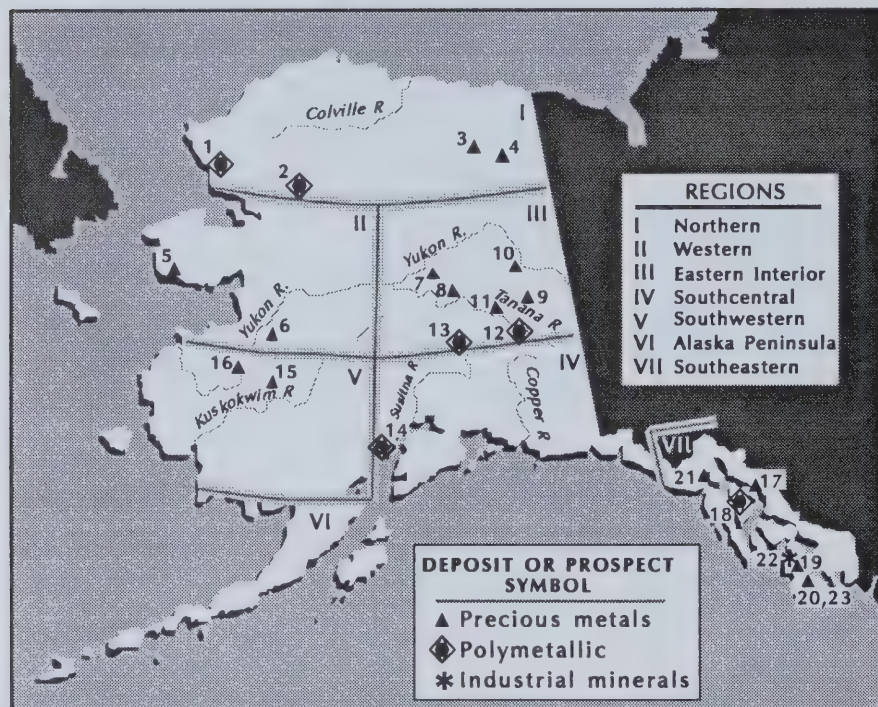 Colville R
I
1
2
3
4
II
III
5
Yukon R.
10
7
8
11
9
Tanana R
Yukon R.
6
13
12
16
15
V
IV
Kuskokwim R
Susitna R
Copper R
14
VI
VII
21
17
18
22
19
20,23
REGIONS
I Northern
II Western
III Eastern Interior
IV Southcentral
V Southwestern
VI Alaska Peninsula
VII Southeastern
DEPOSIT OR PROSPECT
SYMBOL
▲ Precious metals
Polymetallic
* Industrial minerals